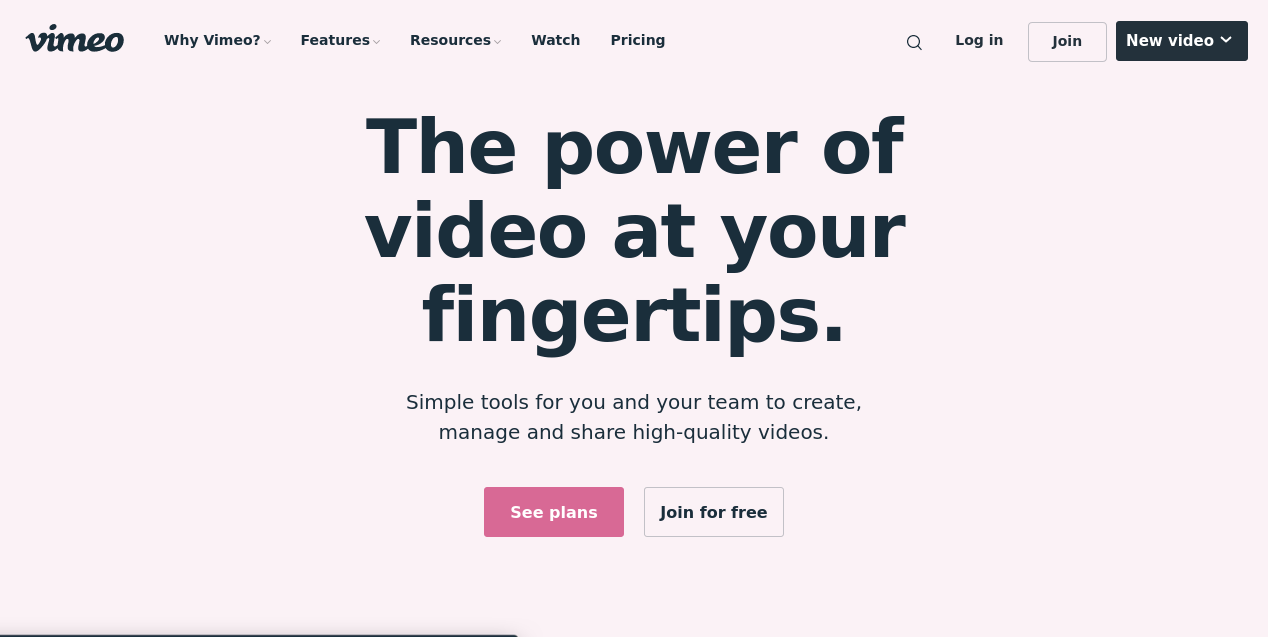 vimeo Why Vimeo? Features Resources Watch Pricing Log in Join New video
The power of
video at your
fingertips.
Simple tools for you and your team to create,
manage and share high-quality videos.
See plans Join for free